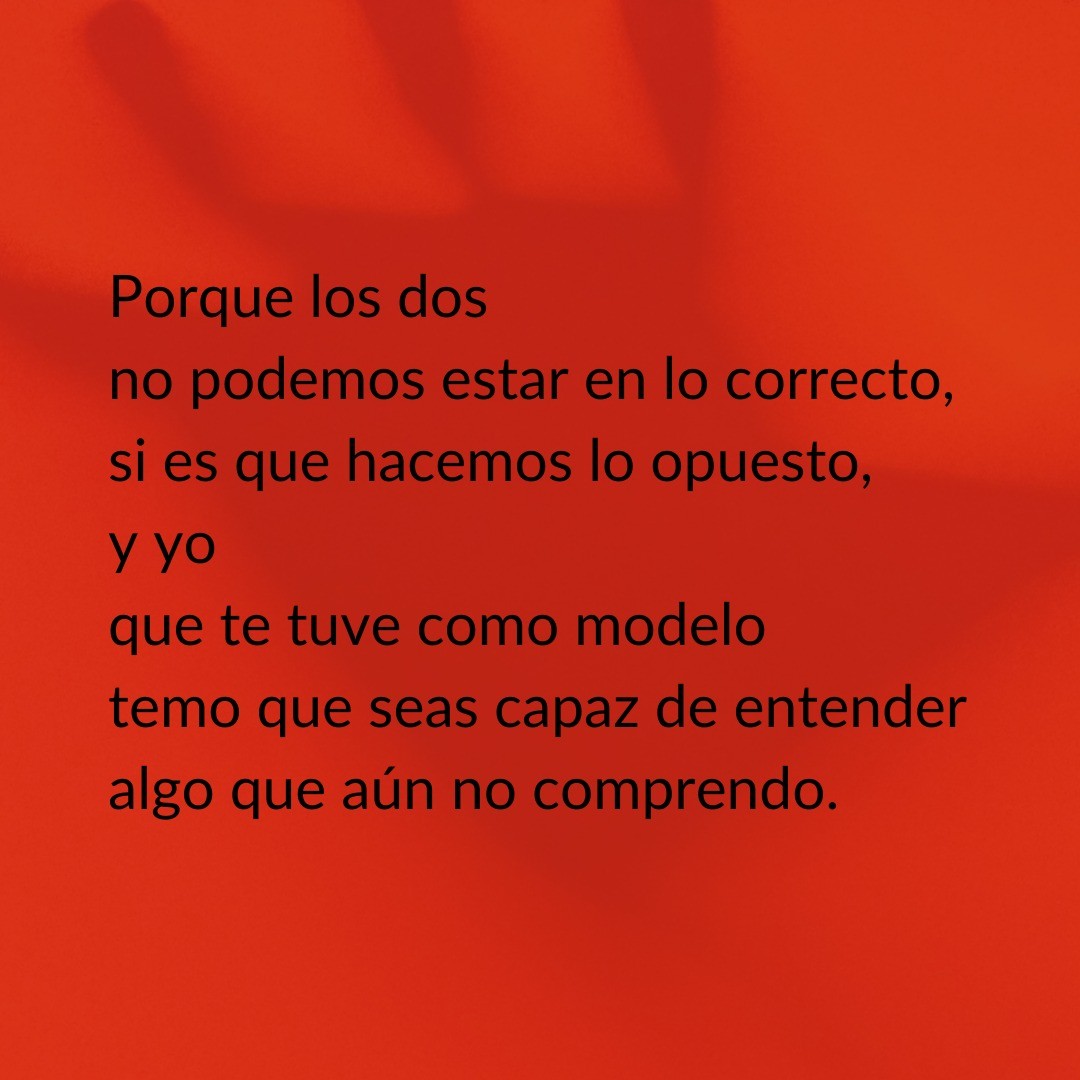 Porque los dos
no podemos estar en lo correcto,
si es que hacemos lo opuesto,
y yo
que te tuve como modelo
temo que seas capaz de entender
algo que aún no comprendo.